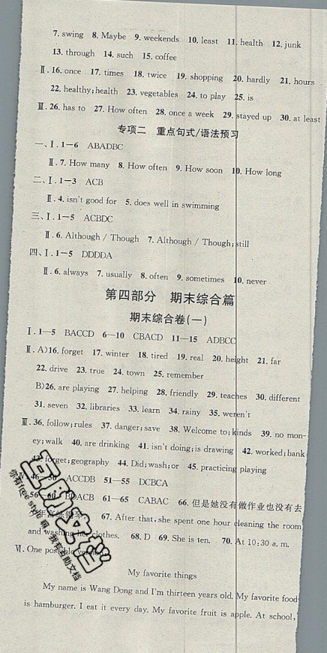 7. swing 8. Maybe 9. weekends 10. least 11. health 12. junk
13. through 14. such 15. coffee
Ⅱ. 16. once 17. times 18. twice 19. shopping 20. hardly 21. hours
22. healthy; health 23. vegetables 24. to play 25. is
Ⅲ. 26. has to 27. How often 28. once a week 29. stayed up 30. at least
专项二 重点句式/语法预习
一、Ⅰ. 1—6 ABADBC
Ⅱ. 7. How many 8. How often 9. How soon 10. How long
二、Ⅰ. 1—3 ACB
Ⅱ. 4. isn't good for 5. does well in swimming
三、Ⅰ. 1—5 ACBDC
Ⅱ. 6. Although / Though 7. Although / Though; still
四、Ⅰ. 1—5 DDDDA
Ⅱ. 6. always 7. usually 8. often 9. sometimes 10. never
第四部分 期末综合篇
期末综合卷(一)
Ⅰ. 1—5 BACCD 6—10 CBACD 11—15 ADBCC
Ⅱ. A)16. forget 17. winter 18. tired 19. real 20. height 21. far
22. drive 23. true 24. town 25. remember
B)26. are playing 27. helping 28. friendly 29. teaches 30. different
31. seven 32. libraries 33. learn 34. rainy 35. weren't
Ⅲ. 36. follow; rules 37. danger; save 38. Welcome to; kinds 39. no mon-
ey; walk 40. are drinking 41. isn't doing; is drawing 42. worked; bank
forget; geography 44. Did; wash; or 45. practicing playing
ACCDB 51—55 DCBCA
DACB 61—65 CABAC 66. 但是她没有做作业也没有去
67. After that, she spent one hour cleaning the room
and washing clothes. 68. D 69. She is ten. 70. At 10:30 a. m.
Ⅵ. One
My favorite things
My name is Wang Dong and I'm thirteen years old. My favorite food
is hamburger. I eat it every day. My favorite fruit is apple. At school,